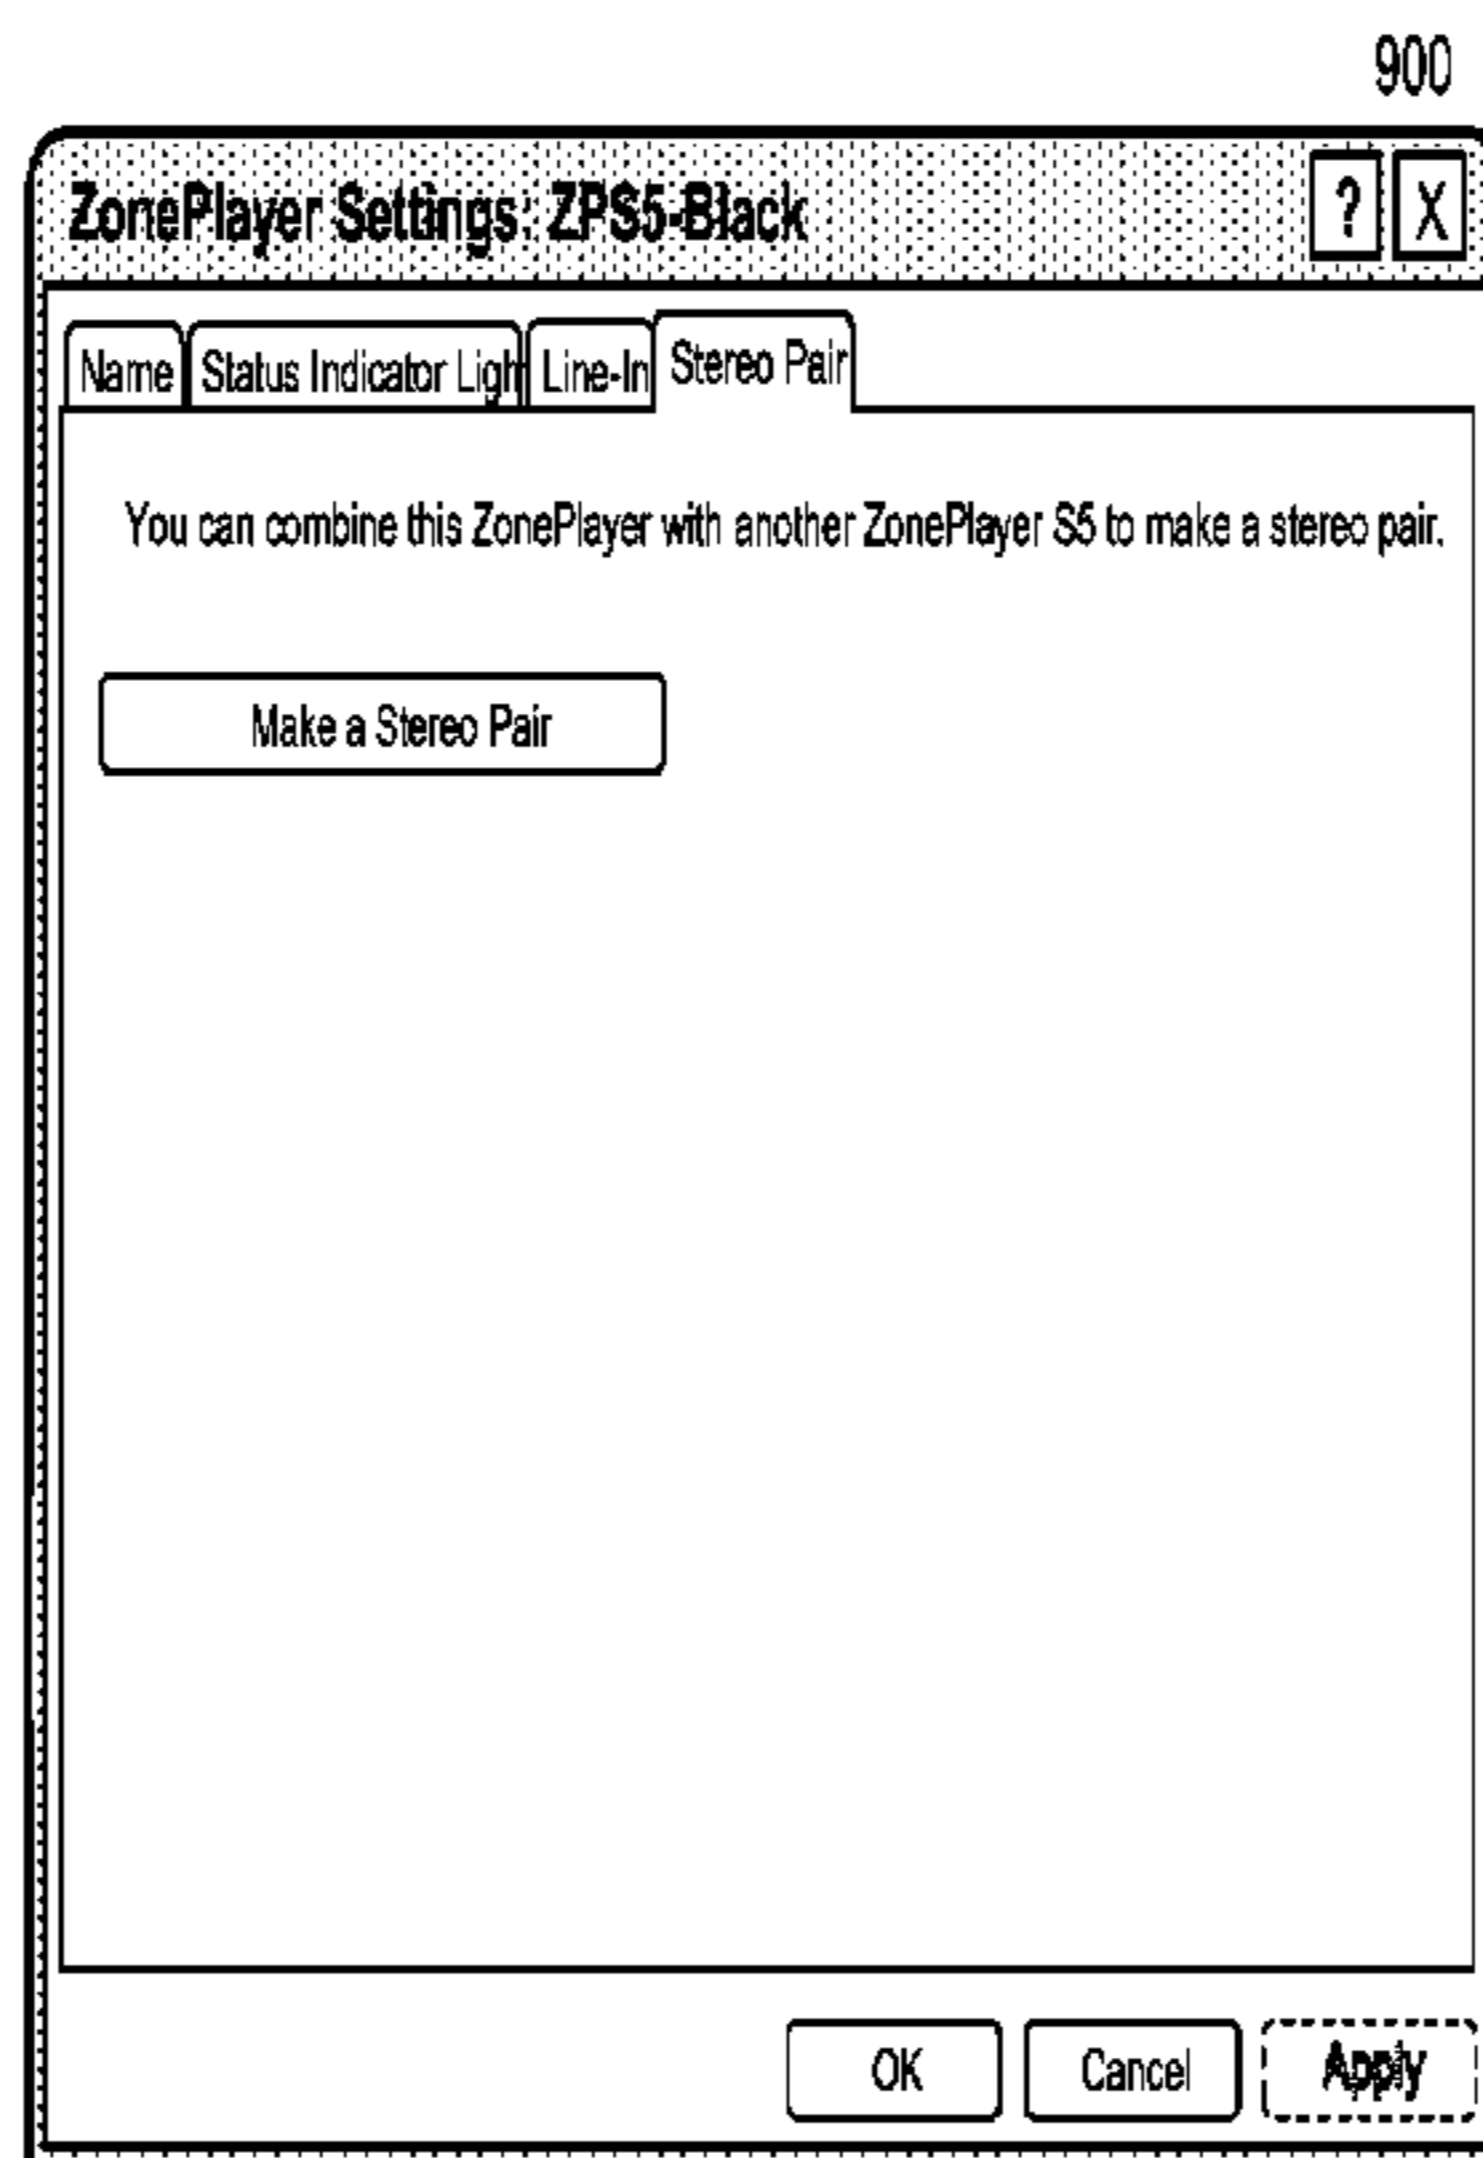 900
ZonePlayer Settings: ZPS5-Black ? X
Name Status Indicator Ligh Line-In Stereo Pair
You can combine this ZonePlayer with another ZonePlayer S5 to make a stereo pair.
Make a Stereo Pair
OK Cancel Apply